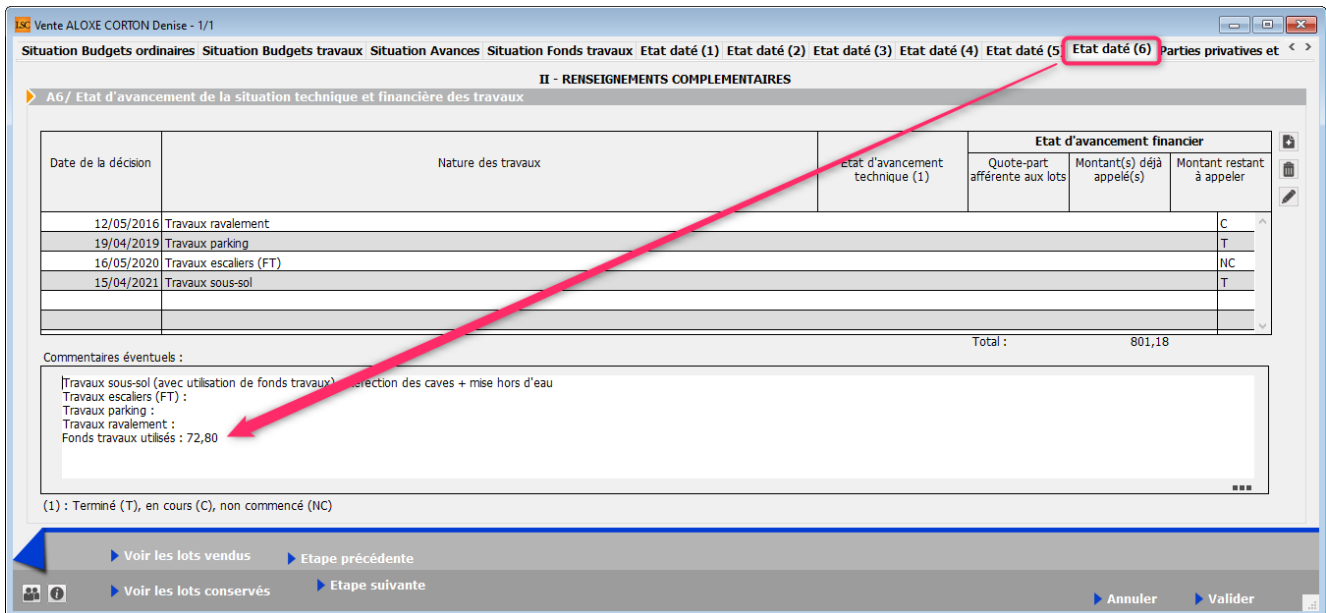 LSC Vente ALOXE CORTON Denise - 1/1
Situation Budgets ordinaires Situation Budgets travaux Situation Avances Situation Fonds travaux Etat daté (1) Etat daté (2) Etat daté (3) Etat daté (4) Etat daté (5) Etat daté (6) Parties privatives et
II - RENSEIGNEMENTS COMPLEMENTAIRES
A6/ Etat d'avancement de la situation technique et financière des travaux
Date de la décision
Nature des travaux
Etat d'avancement technique (1)
Etat d'avancement financier
Quote-part afférente aux lots
Montant(s) déjà appelé(s)
Montant restant à appeler
12/05/2016 Travaux ravalement C
19/04/2019 Travaux parking T
16/05/2020 Travaux escaliers (FT) NC
15/04/2021 Travaux sous-sol T
Total : 801,18
Commentaires éventuels :
Travaux sous-sol (avec utilisation de fonds travaux) réfection des caves + mise hors d'eau
Travaux escaliers (FT) :
Travaux parking :
Travaux ravalement :
Fonds travaux utilisés : 72,80
(1) : Terminé (T), en cours (C), non commencé (NC)
Voir les lots vendus Etape précédente
Voir les lots conservés Etape suivante
Annuler Valider